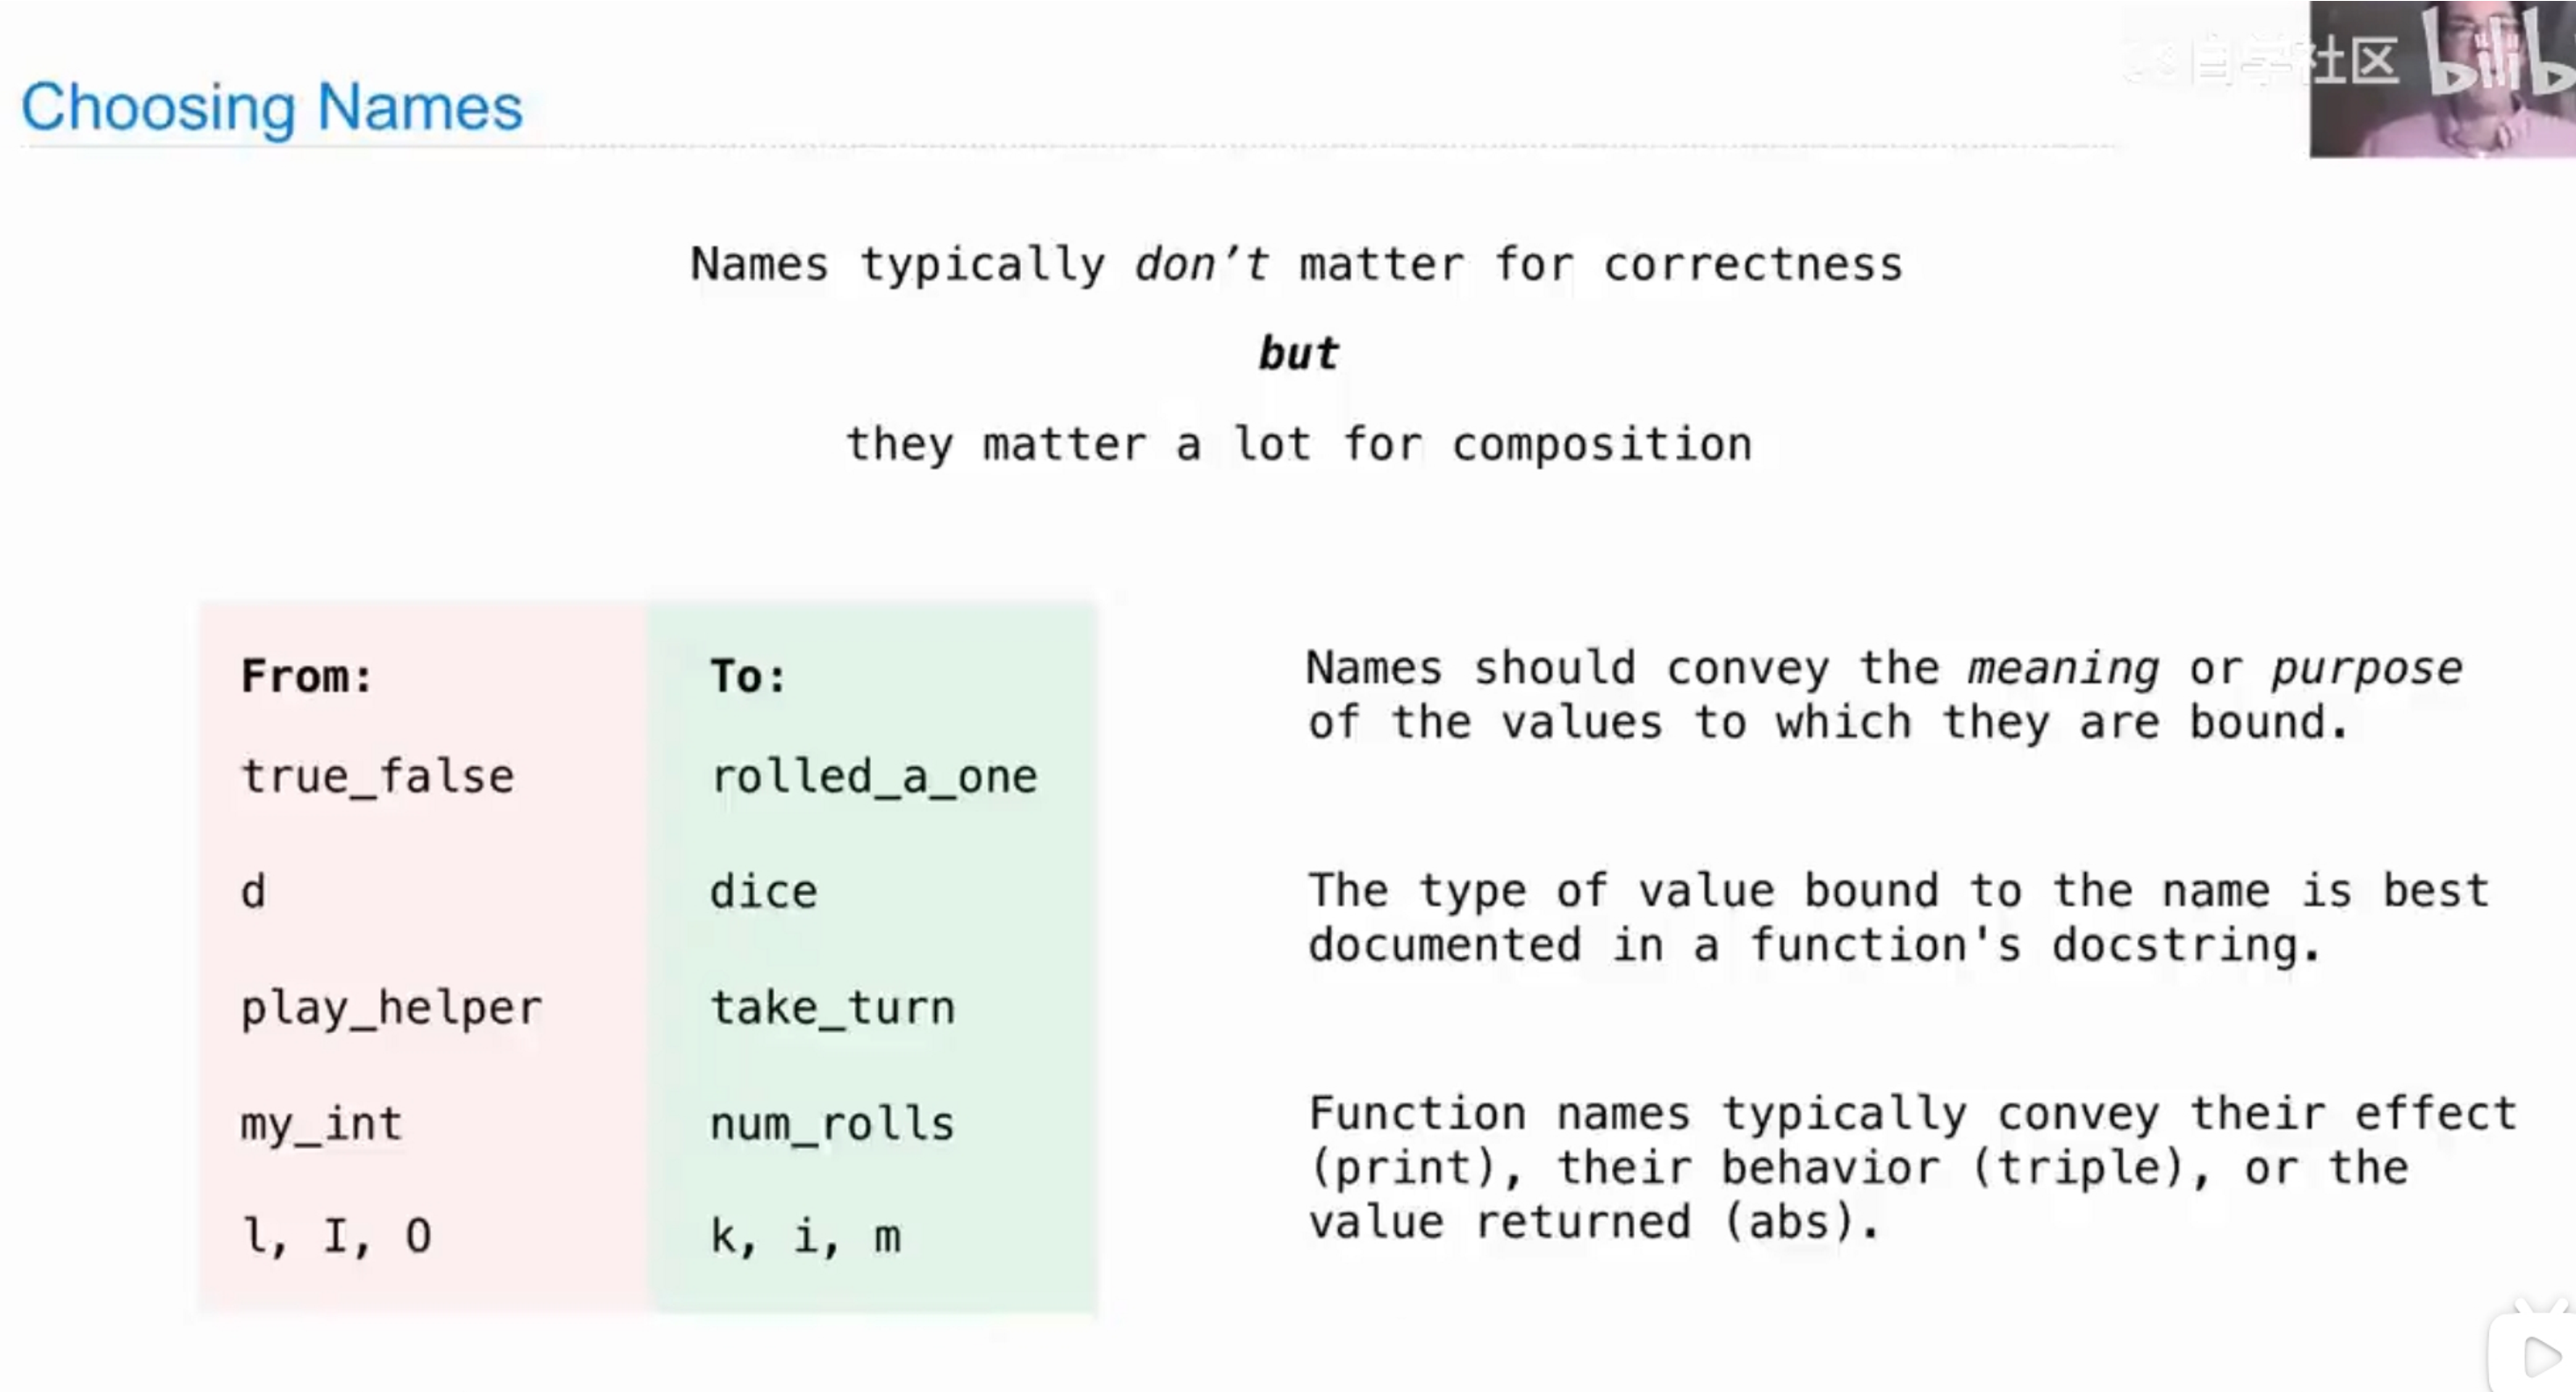 自学社区
bilib
Choosing Names
Names typically don’t matter for correctness
but
they matter a lot for composition
From:
To:
true_false
rolled_a_one
d
dice
play_helper
take_turn
my_int
num_rolls
l, I, O
k, i, m
Names should convey the meaning or purpose
of the values to which they are bound.
The type of value bound to the name is best
documented in a function's docstring.
Function names typically convey their effect
(print), their behavior (triple), or the
value returned (abs).